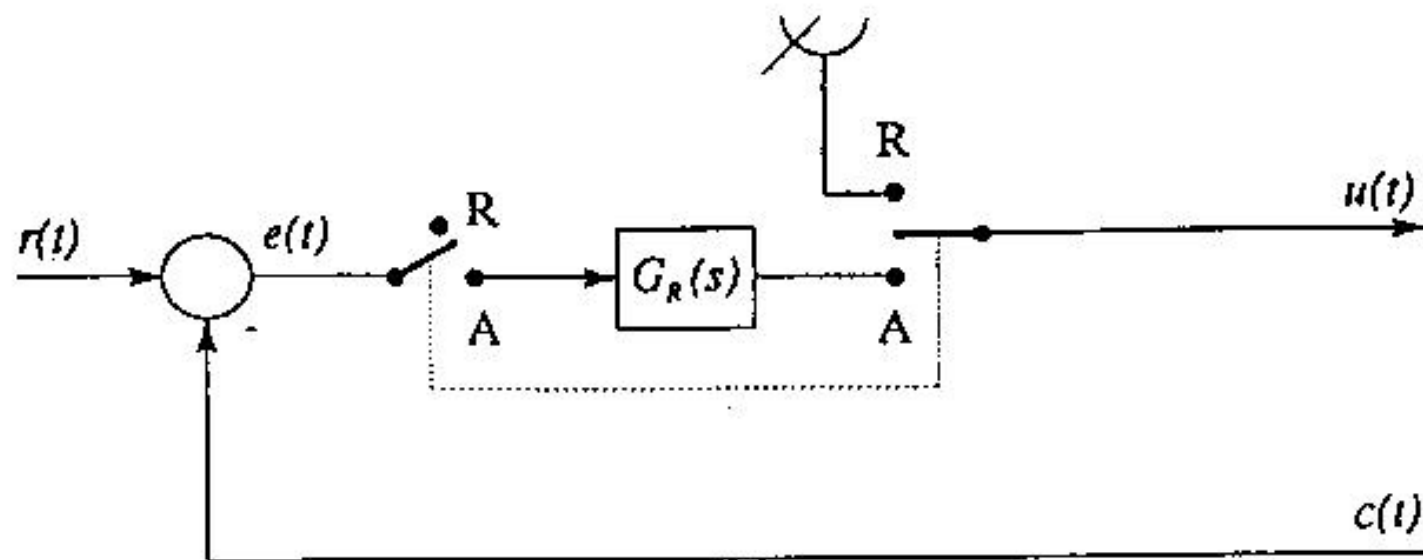 R
r(t)
e(t)
R
A
G_R(s)
A
u(t)
-
c(t)